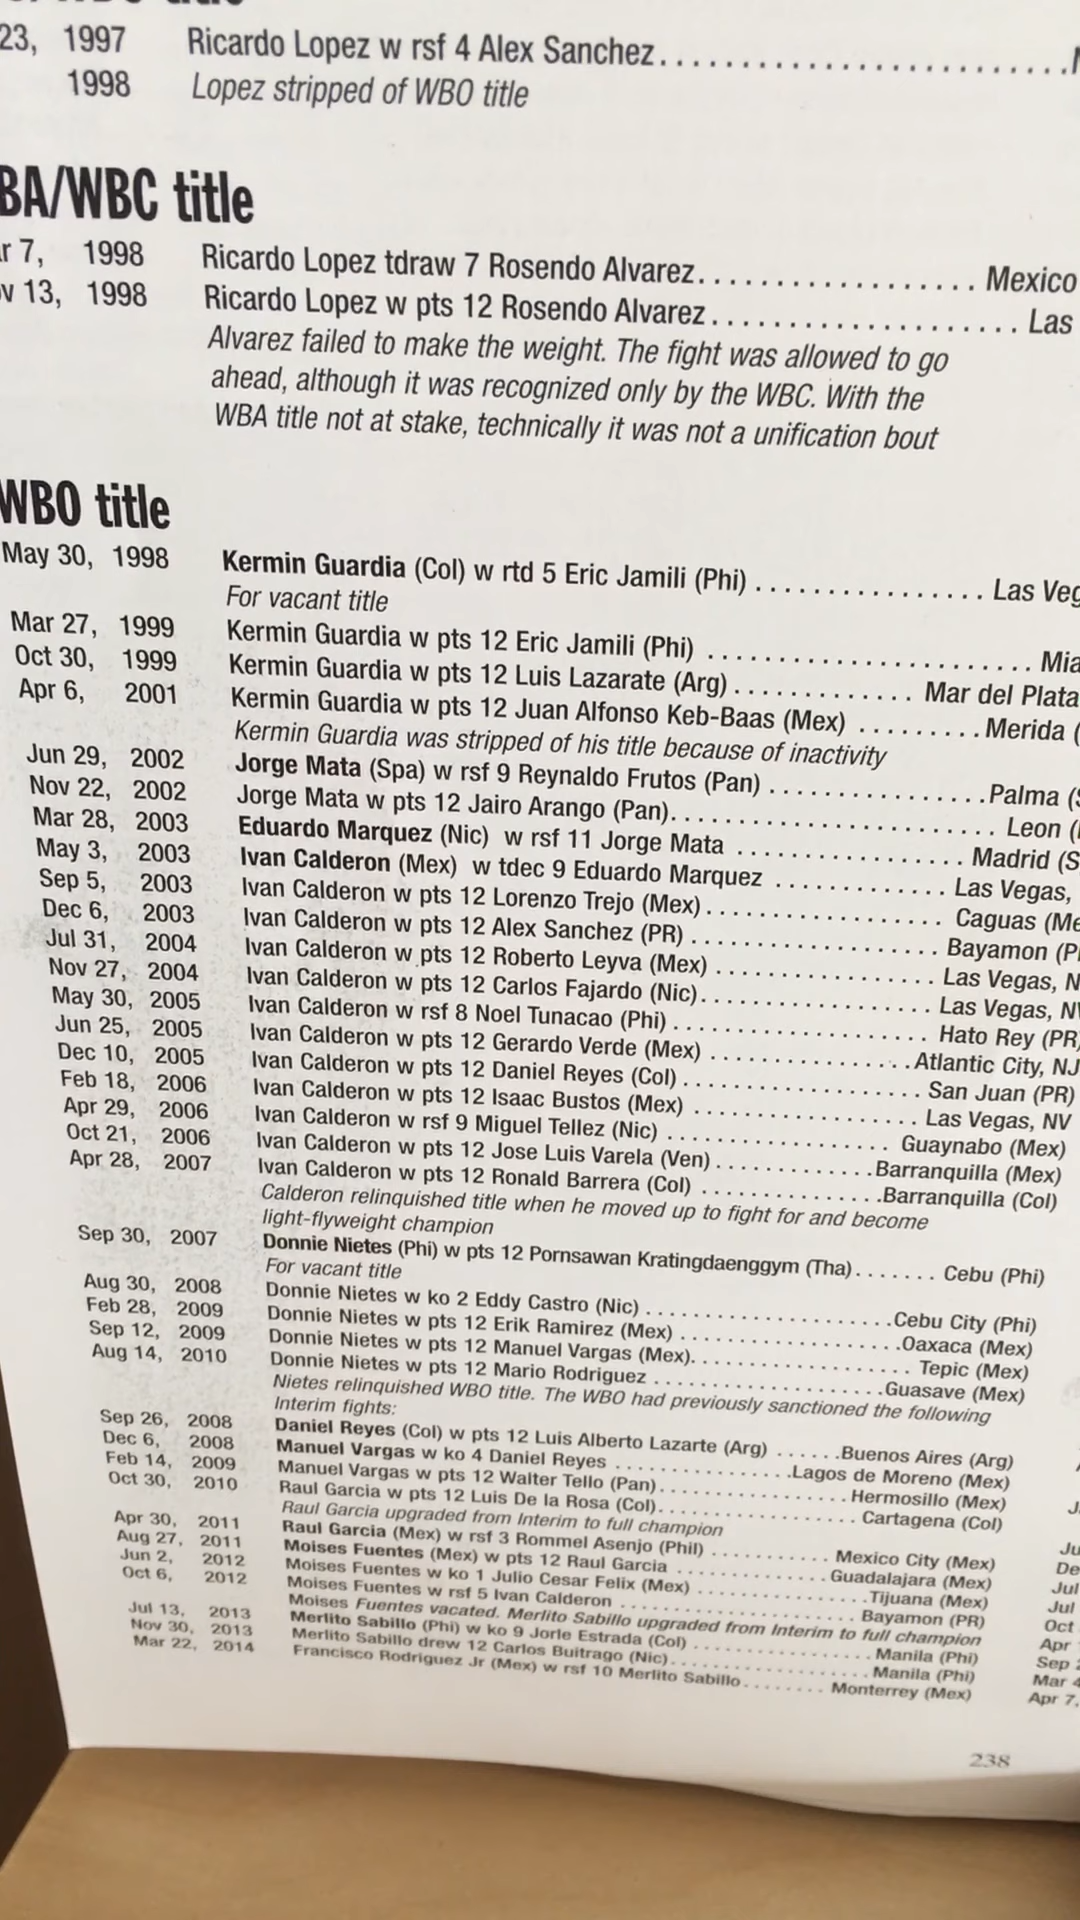 23, 1997 Ricardo Lopez w rsf 4 Alex Sanchez
1998 Lopez stripped of WBO title
BA/WBC title
r 7, 1998 Ricardo Lopez tdraw 7 Rosendo Alvarez Mexico
v 13, 1998 Ricardo Lopez w pts 12 Rosendo Alvarez Las
Alvarez failed to make the weight. The fight was allowed to go
ahead, although it was recognized only by the WBC. With the
WBA title not at stake, technically it was not a unification bout
WBO title
May 30, 1998 Kermin Guardia (Col) w rtd 5 Eric Jamili (Phi) Las Veg
For vacant title
Mar 27, 1999 Kermin Guardia w pts 12 Eric Jamili (Phi) Mia
Oct 30, 1999 Kermin Guardia w pts 12 Luis Lazarate (Arg) Mar del Plata
Apr 6, 2001 Kermin Guardia w pts 12 Juan Alfonso Keb-Baas (Mex) Merida (
Kermin Guardia was stripped of his title because of inactivity
Jun 29, 2002 Jorge Mata (Spa) w rsf 9 Reynaldo Frutos (Pan) Palma (S
Nov 22, 2002 Jorge Mata w pts 12 Jairo Arango (Pan) Leon (
Mar 28, 2003 Eduardo Marquez (Nic) w rsf 11 Jorge Mata Madrid (S
May 3, 2003 Ivan Calderon (Mex) w tdec 9 Eduardo Marquez Las Vegas,
Sep 5, 2003 Ivan Calderon w pts 12 Lorenzo Trejo (Mex) Caguas (Me
Dec 6, 2003 Ivan Calderon w pts 12 Alex Sanchez (PR) Bayamon (P
Jul 31, 2004 Ivan Calderon w pts 12 Roberto Leyva (Mex) Las Vegas, N
Nov 27, 2004 Ivan Calderon w pts 12 Carlos Fajardo (Nic) Las Vegas, NV
May 30, 2005 Ivan Calderon w rsf 8 Noel Tunacao (Phi) Hato Rey (PR)
Jun 25, 2005 Ivan Calderon w pts 12 Gerardo Verde (Mex) Atlantic City, NJ
Dec 10, 2005 Ivan Calderon w pts 12 Daniel Reyes (Col) San Juan (PR)
Feb 18, 2006 Ivan Calderon w pts 12 Isaac Bustos (Mex) Las Vegas, NV
Apr 29, 2006 Ivan Calderon w rsf 9 Miguel Tellez (Nic) Guaynabo (Mex)
Oct 21, 2006 Ivan Calderon w pts 12 Jose Luis Varela (Ven) Barranquilla (Mex)
Apr 28, 2007 Ivan Calderon w pts 12 Ronald Barrera (Col) Barranquilla (Col)
Calderon relinquished title when he moved up to fight for and become
light-flyweight champion
Sep 30, 2007 Donnie Nietes (Phi) w pts 12 Pornsawan Kratingdaenggym (Tha) Cebu (Phi)
For vacant title
Aug 30, 2008 Donnie Nietes w ko 2 Eddy Castro (Nic) Cebu City (Phi)
Feb 28, 2009 Donnie Nietes w pts 12 Erik Ramirez (Mex) Oaxaca (Mex)
Sep 12, 2009 Donnie Nietes w pts 12 Manuel Vargas (Mex) Tepic (Mex)
Aug 14, 2010 Donnie Nietes w pts 12 Mario Rodriguez Guasave (Mex)
Nietes relinquished WBO title. The WBO had previously sanctioned the following
Interim fights:
Sep 26, 2008 Daniel Reyes (Col) w pts 12 Luis Alberto Lazarte (Arg) Buenos Aires (Arg)
Dec 6, 2008 Manuel Vargas w ko 4 Daniel Reyes Lagos de Moreno (Mex)
Feb 14, 2009 Manuel Vargas w pts 12 Walter Tello (Pan) Hermosillo (Mex)
Oct 30, 2010 Raul Garcia w pts 12 Luis De la Rosa (Col) Cartagena (Col)
Raul Garcia upgraded from Interim to full champion
Apr 30, 2011 Raul Garcia (Mex) w rsf 3 Rommel Asenjo (Phil) Mexico City (Mex)
Aug 27, 2011 Moises Fuentes (Mex) w pts 12 Raul Garcia Guadalajara (Mex)
Jun 2, 2012 Moises Fuentes w ko 1 Julio Cesar Felix (Mex) Tijuana (Mex)
Oct 6, 2012 Moises Fuentes w rsf 5 Ivan Calderon Bayamon (PR)
Moises Fuentes vacated. Merlito Sabillo upgraded from Interim to full champion
Jul 13, 2013 Merlito Sabillo (Phi) w ko 9 Jorle Estrada (Col) Manila (Phi)
Nov 30, 2013 Merlito Sabillo drew 12 Carlos Buitrago (Nic) Manila (Phi)
Mar 22, 2014 Francisco Rodriguez Jr (Mex) w rsf 10 Merlito Sabillo Monterrey (Mex)
238
J
Ju
De
Jul
Jul
Oct
Apr
Sep 2
Mar 4
Apr 7,